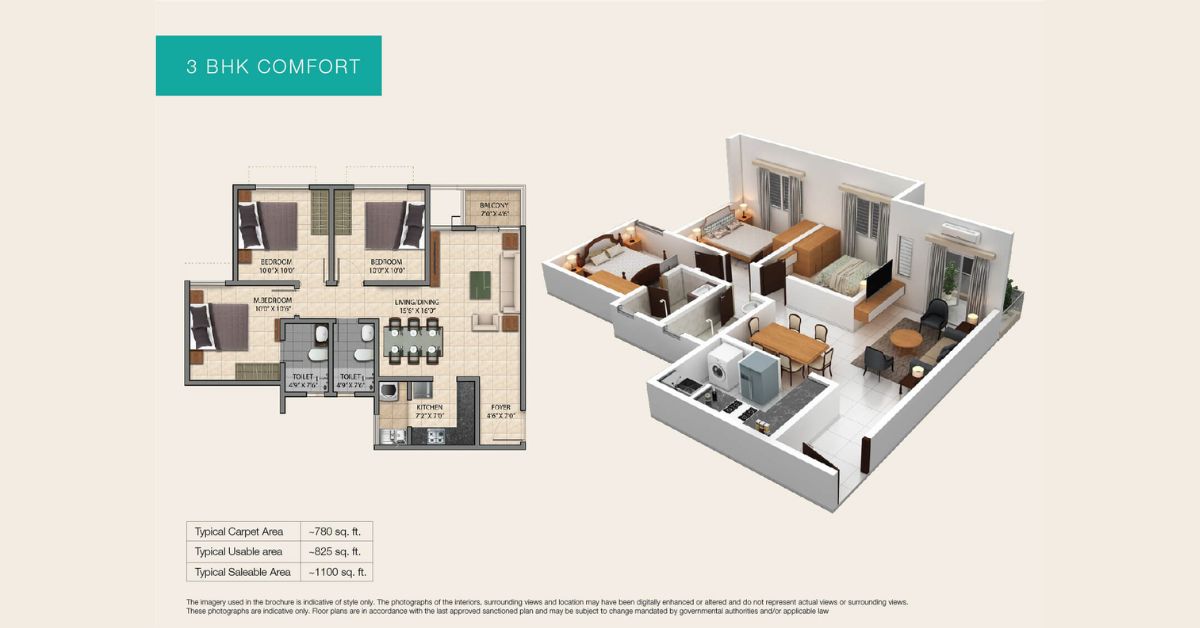 3 BHK COMFORT
BALCONY
7'0" X 4'6"
BEDROOM
10'0" X 10'0"
BEDROOM
10'0" X 10'0"
M.BEDROOM
10'0" X 10'6"
LIVING/DINING
15'6" X 16'0"
TOILET
4'9" X 7'6"
TOILET
4'9" X 7'6"
KITCHEN
7'2" X 7'0"
FOYER
4'6" X 7'0"
Typical Carpet Area ~780 sq. ft.
Typical Usable area ~825 sq. ft.
Typical Saleable Area ~1100 sq. ft.
The imagery used in the brochure is indicative of style only. The photographs of the interiors, surrounding views and location may have been digitally enhanced or altered and do not represent actual views or surrounding views.
These photographs are indicative only. Floor plans are in accordance with the last approved sanctioned plan and may be subject to change mandated by governmental authorities and/or applicable law